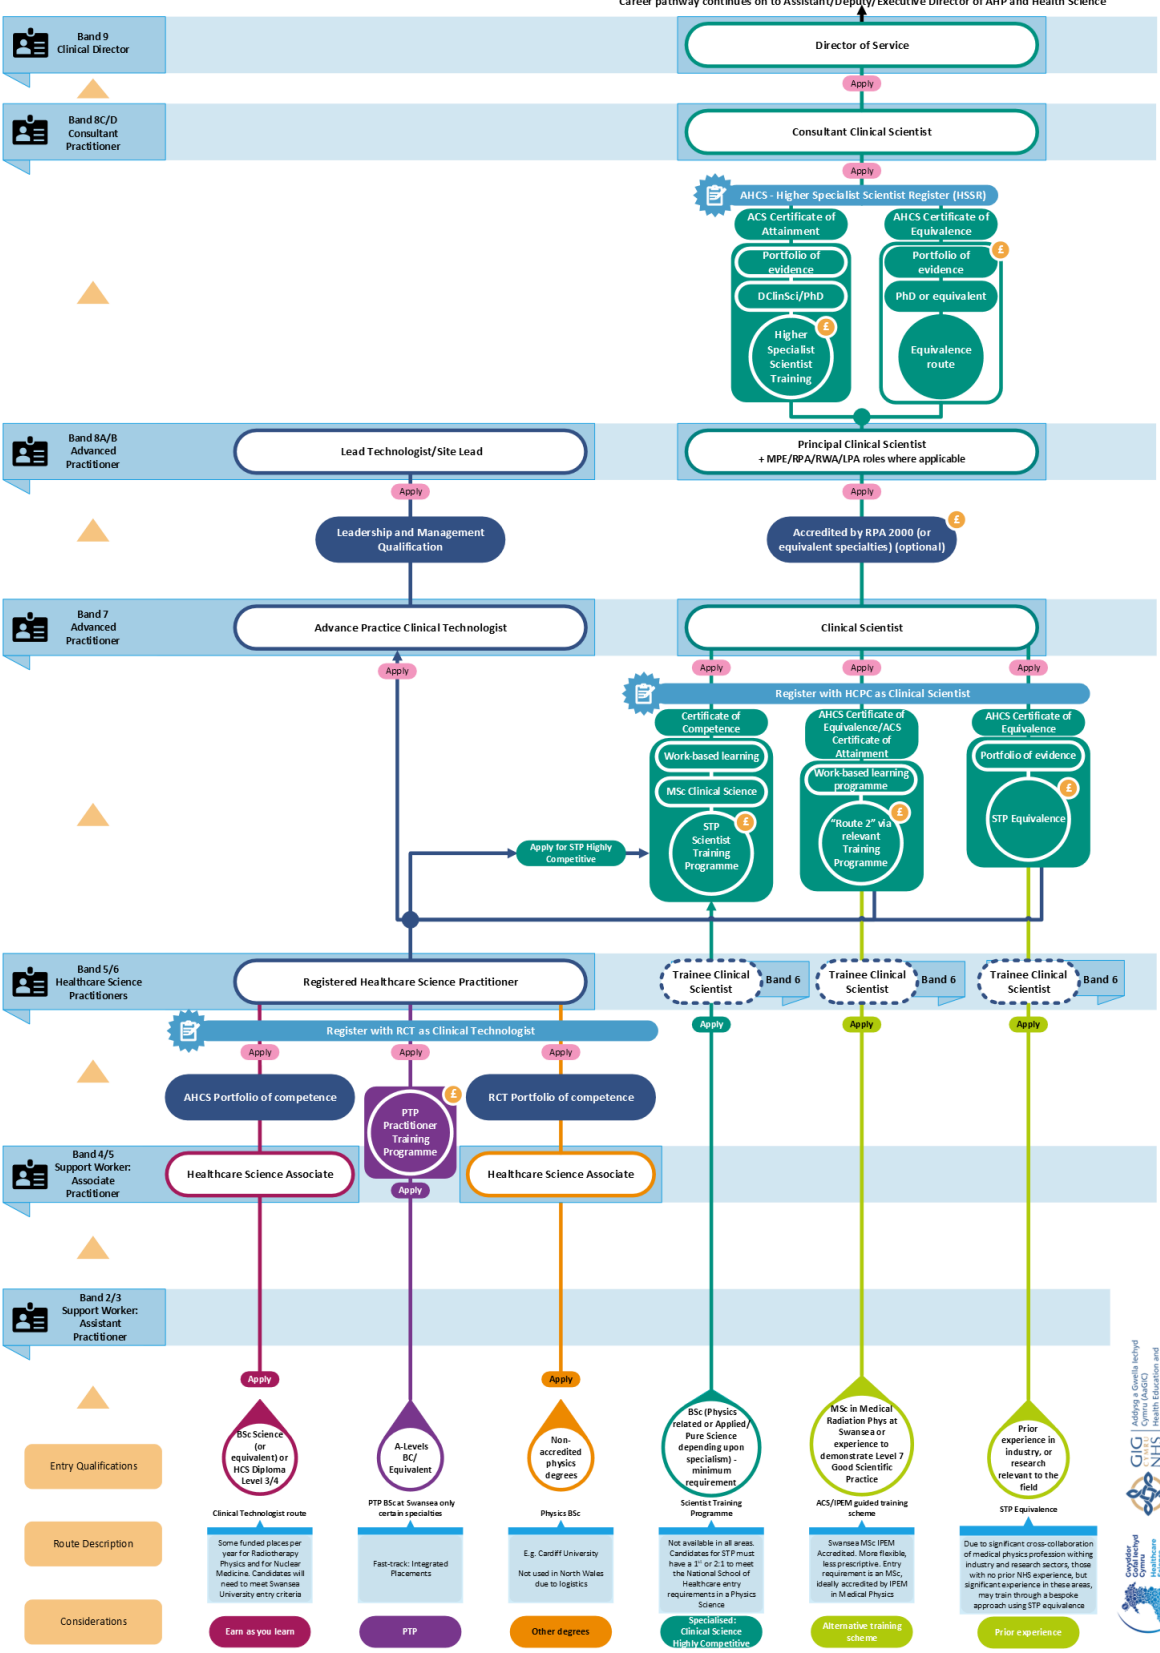 Career pathway continues on to Assistant/Deputy/Executive Director of AHP and Health Science
Band 9
Clinical Director
Director of Service
Apply
Band 8C/D
Consultant
Practitioner
Consultant Clinical Scientist
Apply
AHCS - Higher Specialist Scientist Register (HSSR)
ACS Certificate of
Attainment
Portfolio of
evidence
DClinSci/PhD
£
Higher
Specialist
Scientist
Training
AHCS Certificate of
Equivalence
£
Portfolio of
evidence
PhD or equivalent
Equivalence
route
Band 8A/B
Advanced
Practitioner
Lead Technologist/Site Lead
Principal Clinical Scientist
+ MPE/RPA/RWA/LPA roles where applicable
Apply
Apply
Leadership and Management
Qualification
£
Accredited by RPA 2000 (or
equivalent specialties) (optional)
Band 7
Advanced
Practitioner
Advance Practice Clinical Technologist
Clinical Scientist
Apply
Apply
Apply
Apply
Register with HCPC as Clinical Scientist
Certificate of
Competence
Work-based learning
MSc Clinical Science
£
STP
Scientist
Training
Programme
AHCS Certificate of
Equivalence/ACS
Certificate of
Attainment
Work-based learning
programme
£
“Route 2” via
relevant
Training
Programme
AHCS Certificate of
Equivalence
Portfolio of evidence
£
STP Equivalence
Apply for STP Highly
Competitive
Band 5/6
Healthcare Science
Practitioners
Registered Healthcare Science Practitioner
Trainee Clinical
Scientist
Band 6
Trainee Clinical
Scientist
Band 6
Trainee Clinical
Scientist
Band 6
Apply
Apply
Apply
Register with RCT as Clinical Technologist
Apply
Apply
Apply
AHCS Portfolio of competence
£
PTP
Practitioner
Training
Programme
RCT Portfolio of competence
Band 4/5
Support Worker:
Associate
Practitioner
Healthcare Science Associate
Healthcare Science Associate
Apply
Band 2/3
Support Worker:
Assistant
Practitioner
Apply
Apply
Entry Qualifications
BSc Science
(or
equivalent) or
HCS Diploma
Level 3/4
A-Levels
BC/
Equivalent
Non-
accredited
physics
degrees
BSc (Physics
related or Applied/
Pure Science
depending upon
specialism) -
minimum
requirement
MSc in Medical
Radiation Phys at
Swansea or
experience to
demonstrate Level 7
Good Scientific
Practice
Prior
experience in
industry, or
research
relevant to the
field
Route Description
Clinical Technologist route
PTP BSc at Swansea only
certain specialties
Physics BSc
Scientist Training
Programme
ACS/IPEM guided training
scheme
STP Equivalence
Some funded places per
year for Radiotherapy
Physics and for Nuclear
Medicine. Candidates will
need to meet Swansea
University entry criteria
Fast-track: Integrated
Placements
E.g. Cardiff University
Not used in North Wales
due to logistics
Not available in all areas.
Candidates for STP must
have a 1st or 2:1 to meet
the National School of
Healthcare entry
requirements in a Physics
Science
Swansea MSc IPEM
Accredited. More flexible,
less prescriptive. Entry
requirement is an MSc,
ideally accredited by IPEM
in Medical Physics
Due to significant cross-collaboration
of medical physics profession withing
industry and research sectors, those
with no prior NHS experience, but
significant experience in these areas,
may train through a bespoke
approach using STP equivalence
Considerations
Earn as you learn
PTP
Other degrees
Specialised:
Clinical Science
Highly Competitive
Alternative training
scheme
Prior experience
GIG
CYMRU
NHS
Addysg a Gwella Iechyd
Cymru (AaGIC)
Health Education and
Gwyddor
Gofal Iechyd
Cymru
Healthcare